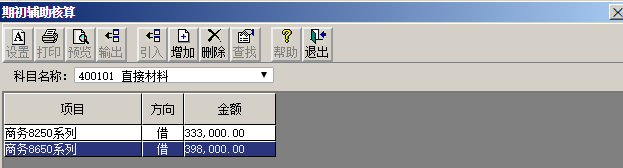 期初辅助核算
设置 打印 预览 输出 引入 增加 删除 查找 帮助 退出
科目名称： 400101 直接材料
项目 方向 金额
商务8250系列 借 333,000.00
商务8650系列 借 398,000.00